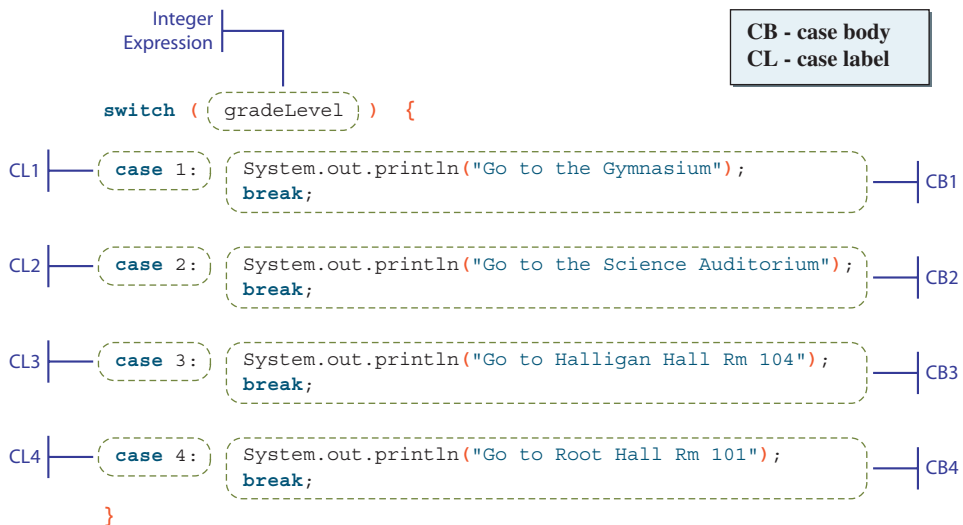 Integer
Expression
CB - case body
CL - case label
switch ( gradeLevel ) {
CL1 case 1: System.out.println("Go to the Gymnasium");
break; CB1
CL2 case 2: System.out.println("Go to the Science Auditorium");
break; CB2
CL3 case 3: System.out.println("Go to Halligan Hall Rm 104");
break; CB3
CL4 case 4: System.out.println("Go to Root Hall Rm 101");
break; CB4
}